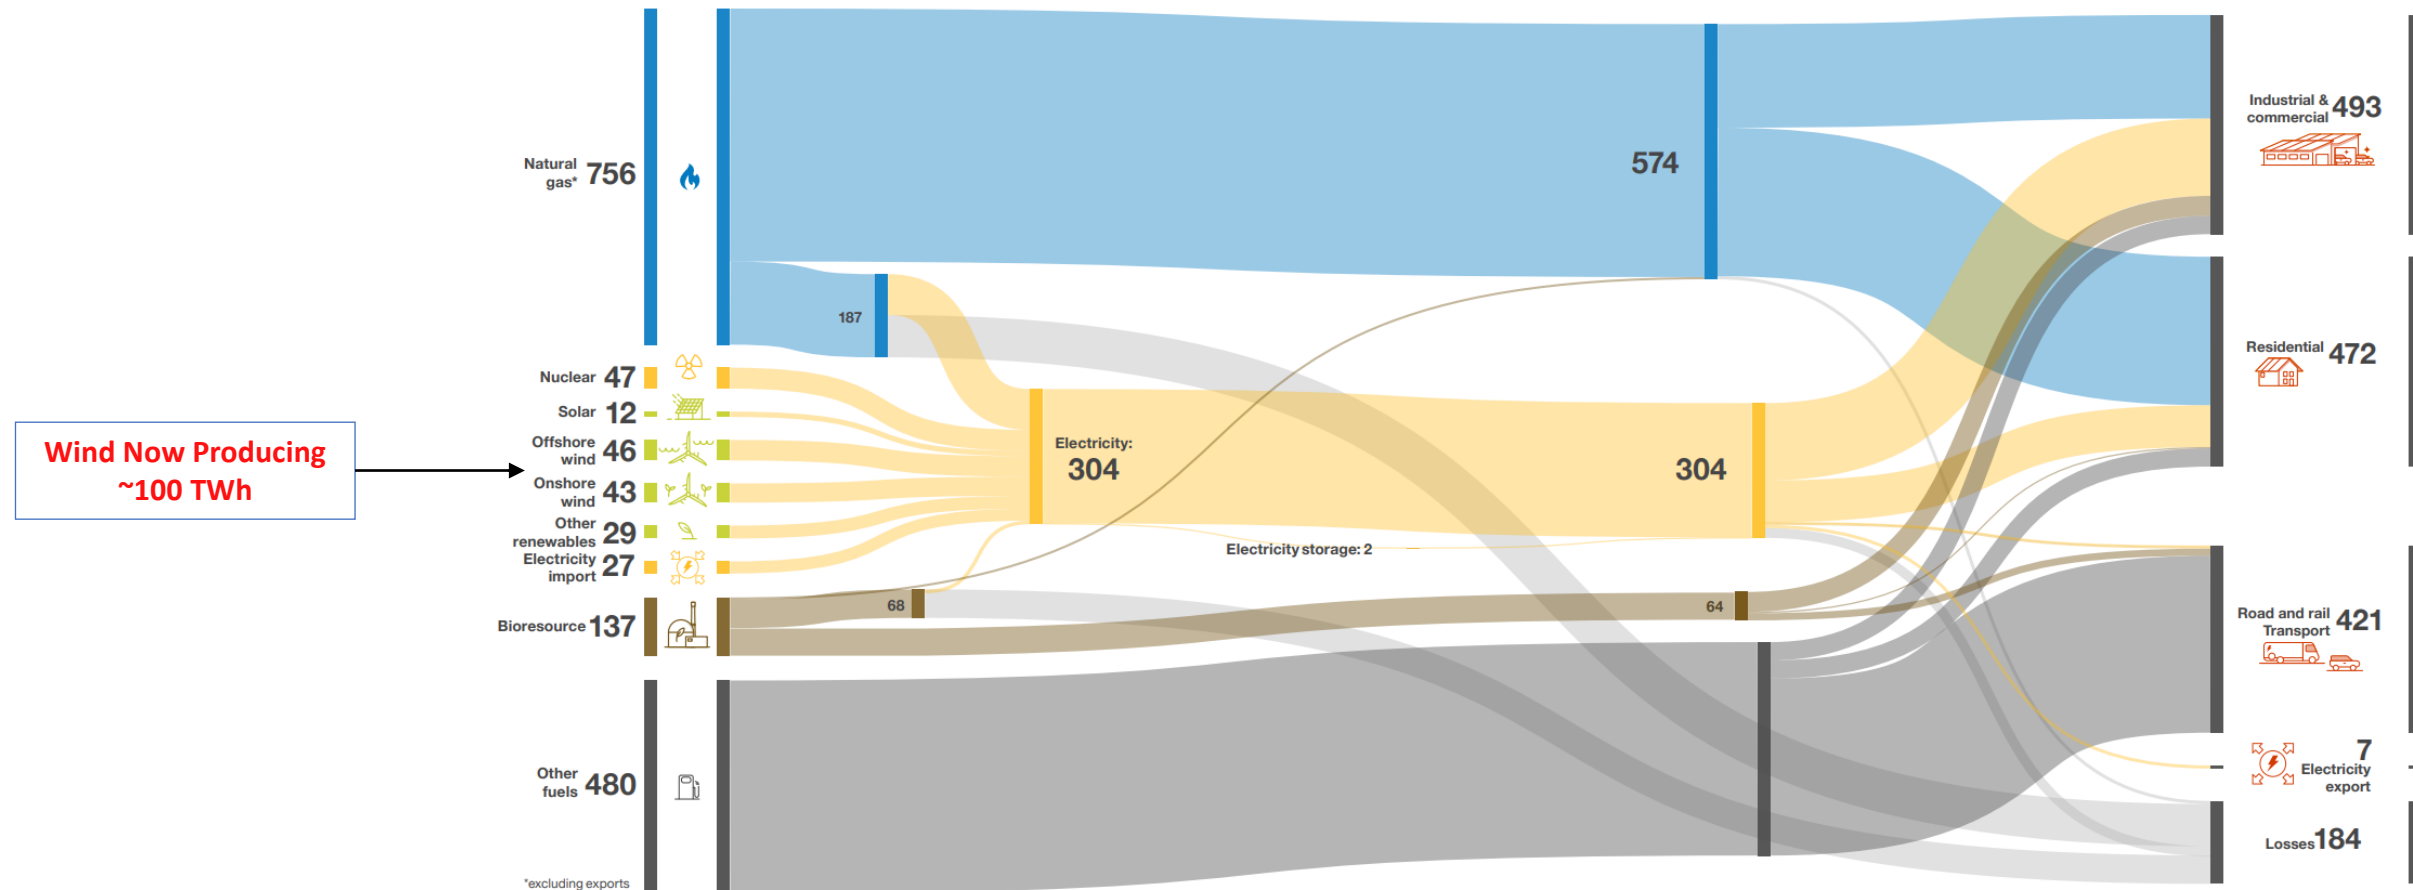 Wind Now Producing
~100 TWh
Natural
gas* 756
Nuclear 47
Solar 12
Offshore
wind 46
Onshore
wind 43
Other
renewables 29
Electricity
import 27
Bioresource 137
Other
fuels 480
*excluding exports
187
68
Electricity:
304
Electricity storage: 2
574
304
64
Industrial &
commercial 493
Residential 472
Road and rail
Transport 421
7
Electricity
export
Losses 184